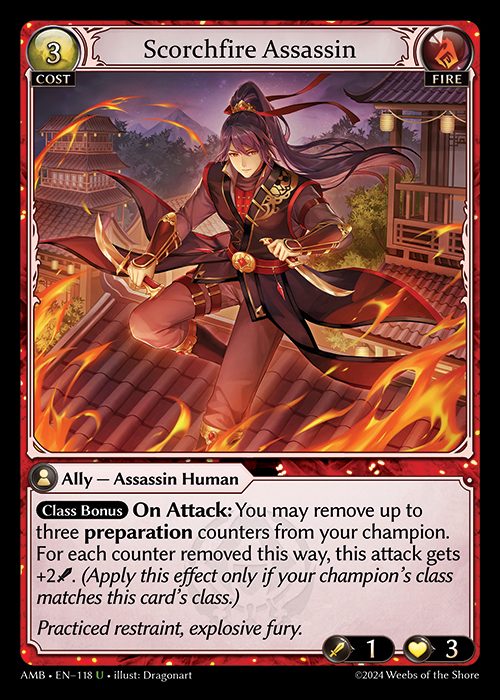 3
COST
Scorchfire Assassin
FIRE
Ally — Assassin Human
Class Bonus On Attack: You may remove up to
three preparation counters from your champion.
For each counter removed this way, this attack gets
+2. (Apply this effect only if your champion's class
matches this card's class.)
Practiced restraint, explosive fury.
1
3
AMB • EN-118 U • illust: Dragonart
©2024 Weebs of the Shore